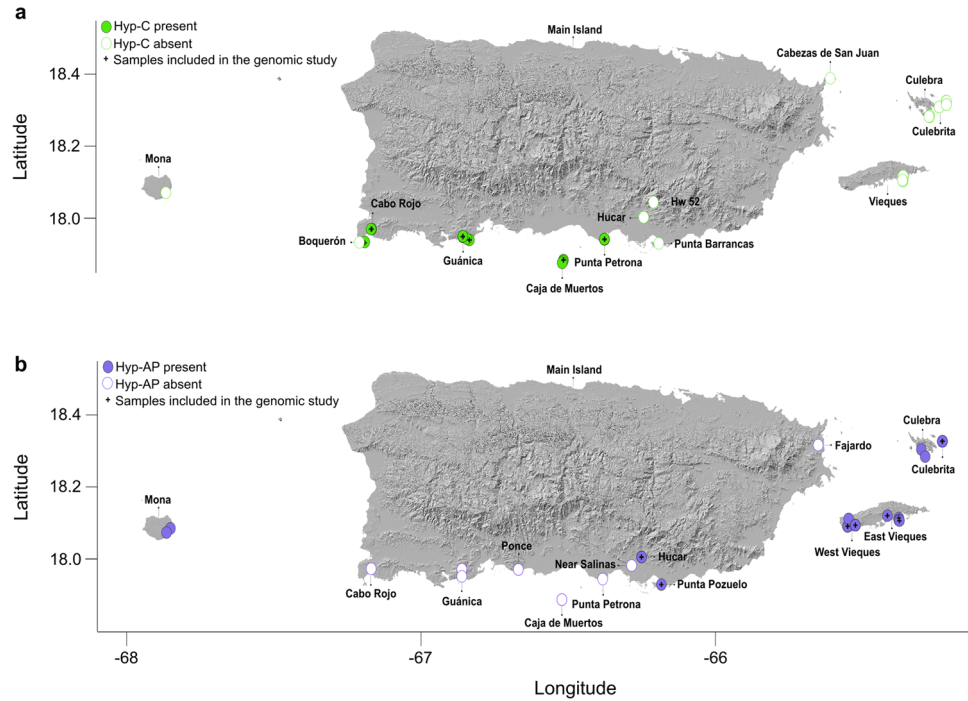 a
Hyp-C present
Hyp-C absent
+ Samples included in the genomic study
Main Island
Cabezas de San Juan
Culebra
Culebrita
Mona
Vieques
Cabo Rojo
Hw 52
Hucar
Boquerón
Punta Barrancas
Guánica
Punta Petrona
Caja de Muertos
18.4
18.2
18.0
Latitude
b
Hyp-AP present
Hyp-AP absent
+ Samples included in the genomic study
Main Island
Fajardo
Culebra
Culebrita
Mona
East Vieques
West Vieques
Ponce
Hucar
Near Salinas
Punta Pozuelo
Cabo Rojo
Guánica
Punta Petrona
Caja de Muertos
18.4
18.2
18.0
Latitude
-68
-67
-66
Longitude